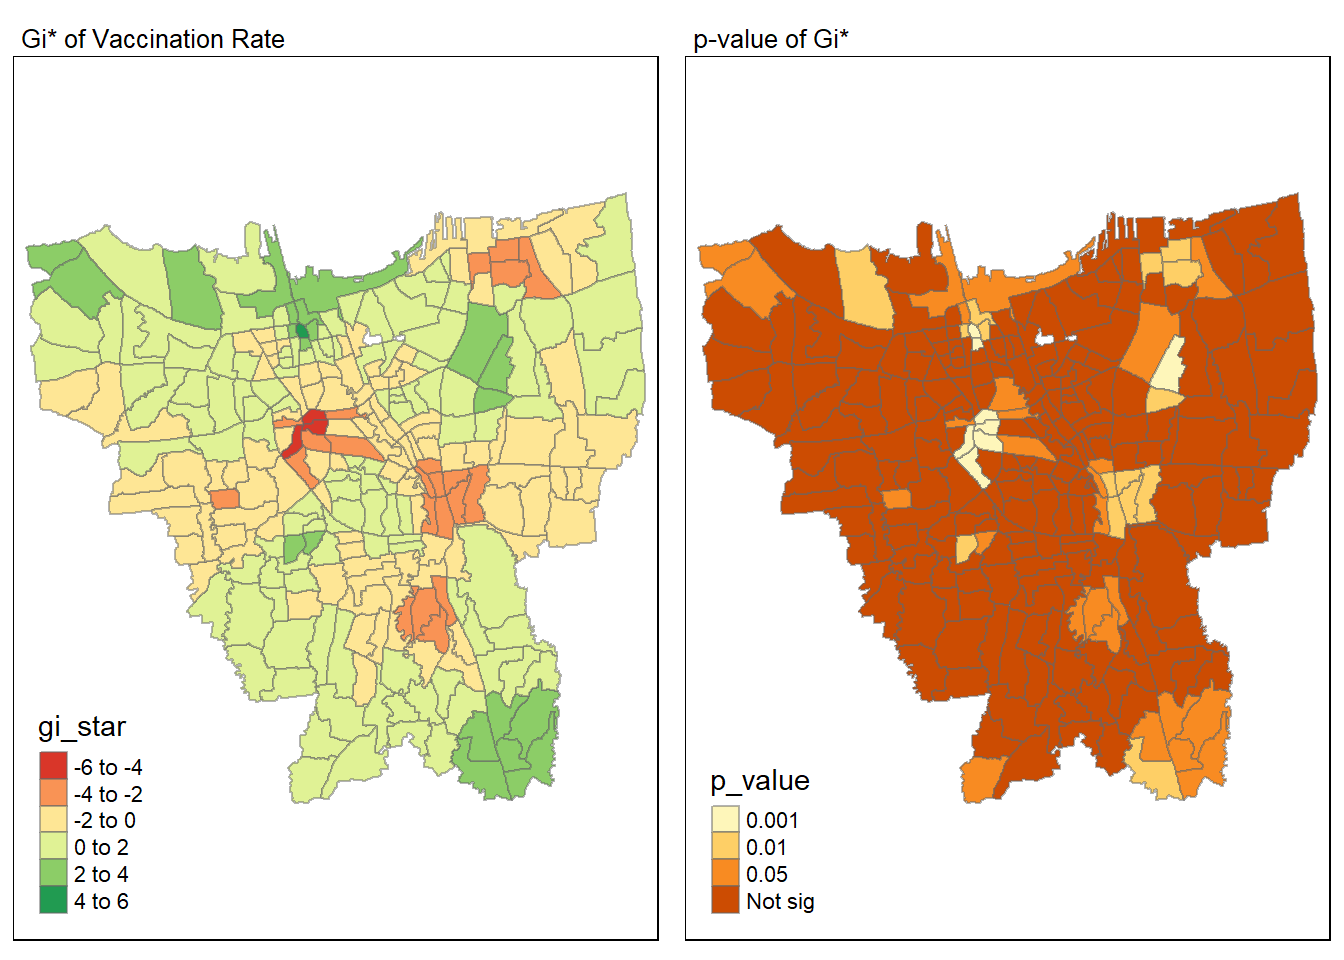 Gi* of Vaccination Rate
gi_star
-6 to -4
-4 to -2
-2 to 0
0 to 2
2 to 4
4 to 6
p-value of Gi*
p_value
0.001
0.01
0.05
Not sig